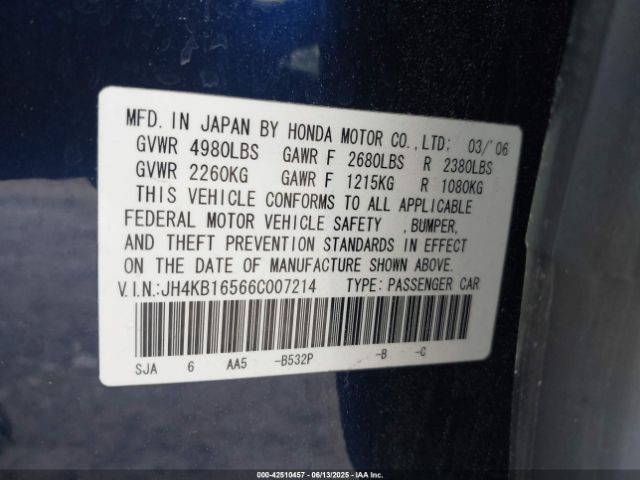 MFD. IN JAPAN BY HONDA MOTOR CO., LTD; 03/'06
GVWR 4980LBS GAWR F 2680LBS R 2380LBS
GVWR 2260KG GAWR F 1215KG R 1080KG
THIS VEHICLE CONFORMS TO ALL APPLICABLE
FEDERAL MOTOR VEHICLE SAFETY , BUMPER,
AND THEFT PREVENTION STANDARDS IN EFFECT
ON THE DATE OF MANUFACTURE SHOWN ABOVE.
V.I.N.:JH4KB16566C007214 TYPE: PASSENGER CAR
SJA 6 AA5 -B532P -B -C
000-42510457 - 06/13/2025 - IAAI